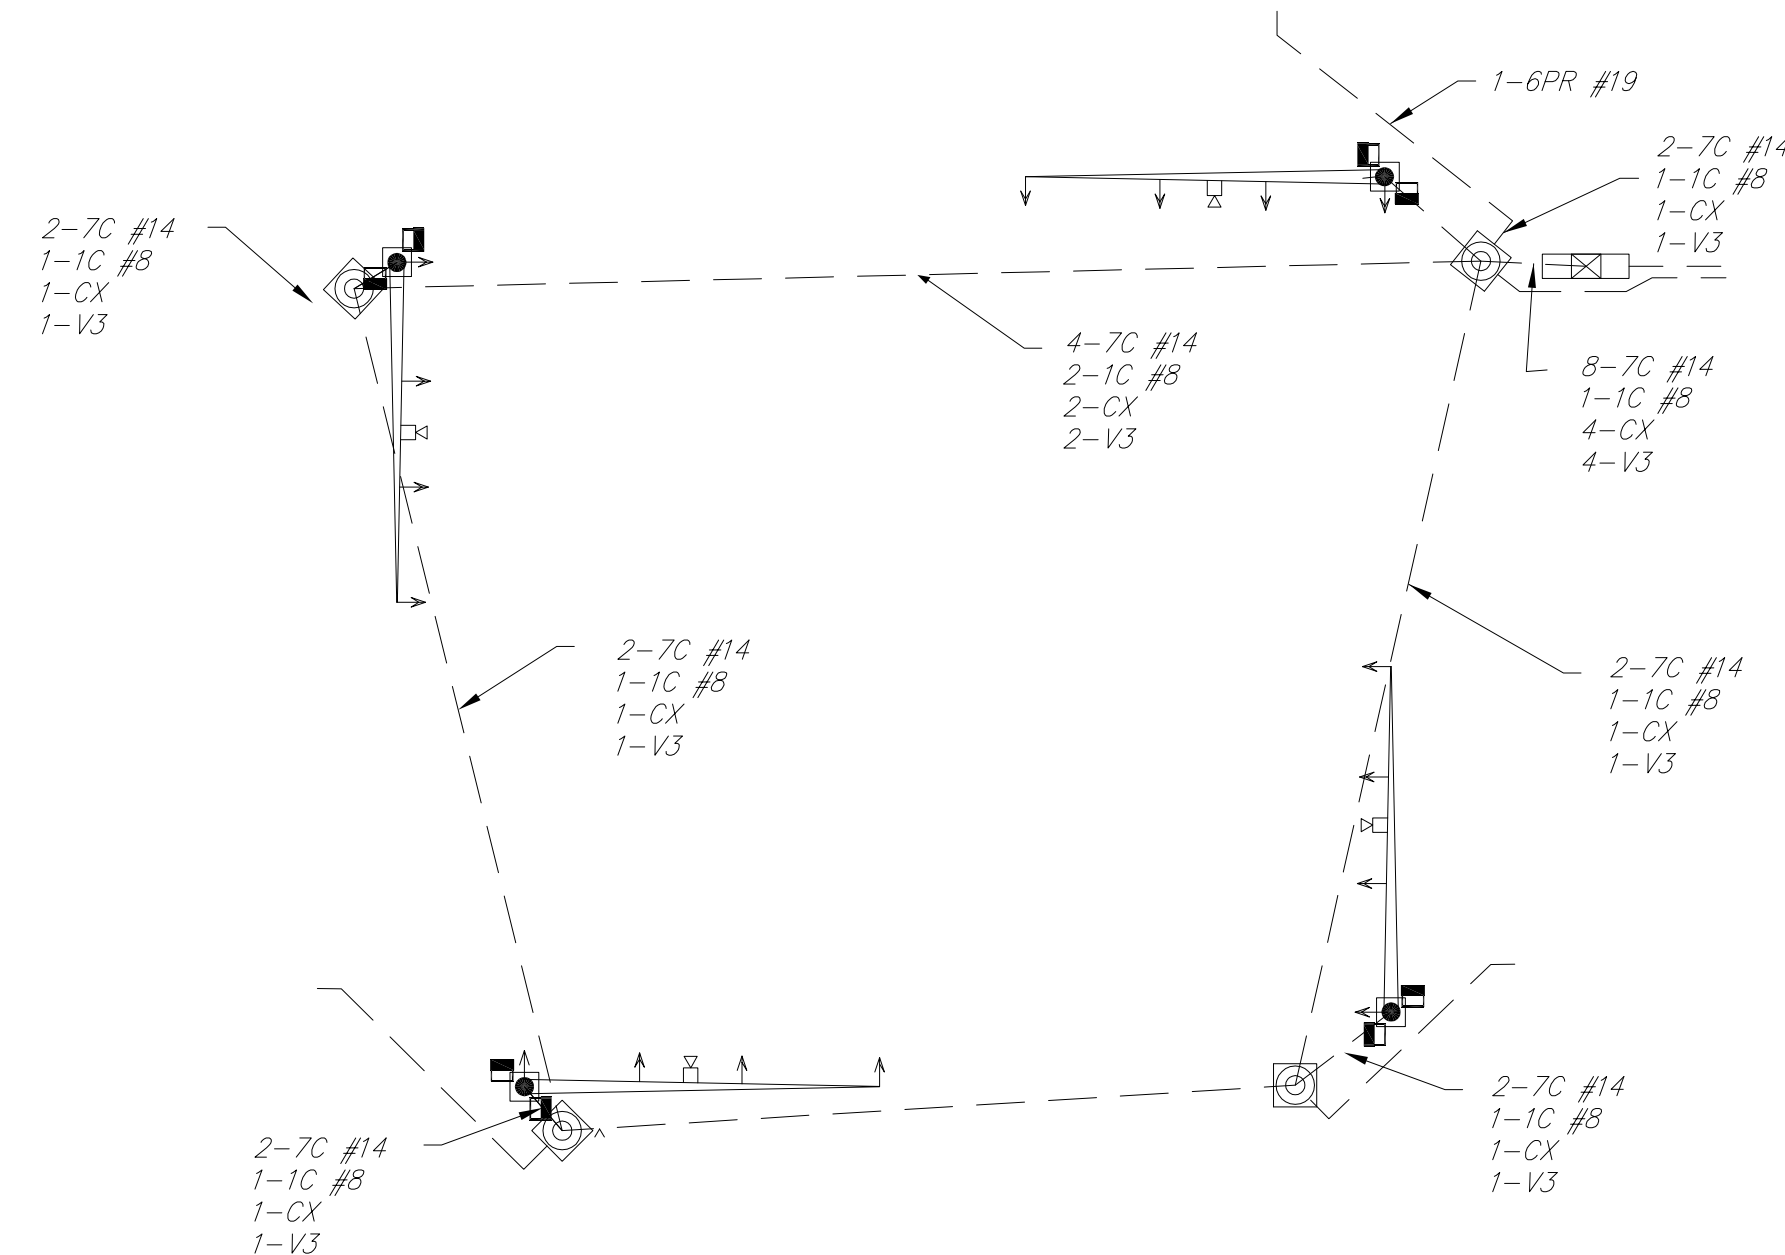 1-6PR #19
2-7C #14
1-1C #8
1-CX
1-V3
2-7C #14
1-1C #8
1-CX
1-V3
4-7C #14
2-1C #8
2-CX
2-V3
8-7C #14
1-1C #8
4-CX
4-V3
2-7C #14
1-1C #8
1-CX
1-V3
2-7C #14
1-1C #8
1-CX
1-V3
2-7C #14
1-1C #8
1-CX
1-V3
2-7C #14
1-1C #8
1-CX
1-V3